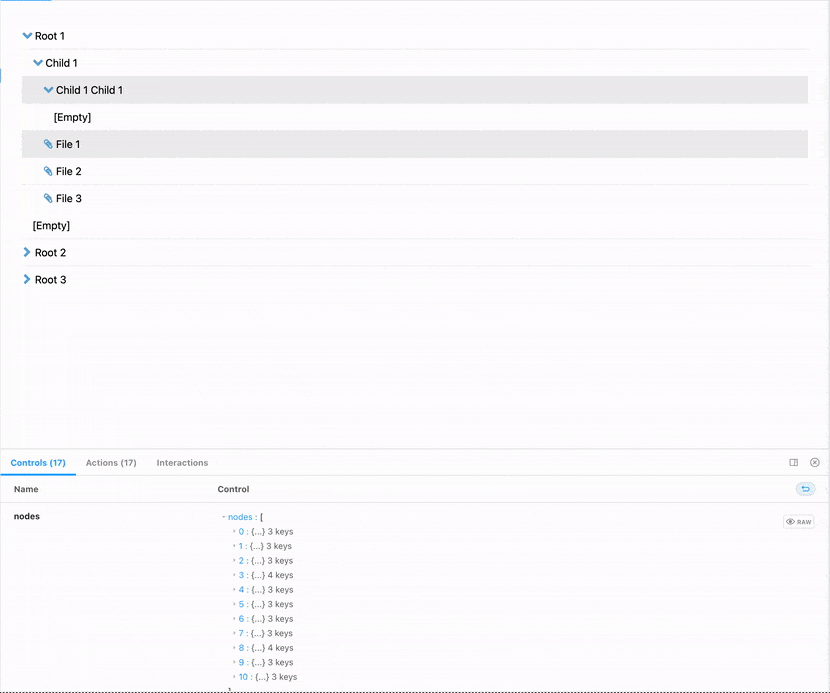 Root 1
Child 1
Child 1 Child 1
[Empty]
File 1
File 2
File 3
[Empty]
Root 2
Root 3
Controls (17) Actions (17) Interactions
Name Control
nodes nodes : [ RAW
0 : {...} 3 keys
1 : {...} 3 keys
2 : {...} 3 keys
3 : {...} 4 keys
4 : {...} 3 keys
5 : {...} 3 keys
6 : {...} 3 keys
7 : {...} 3 keys
8 : {...} 4 keys
9 : {...} 3 keys
10 : {...} 3 keys